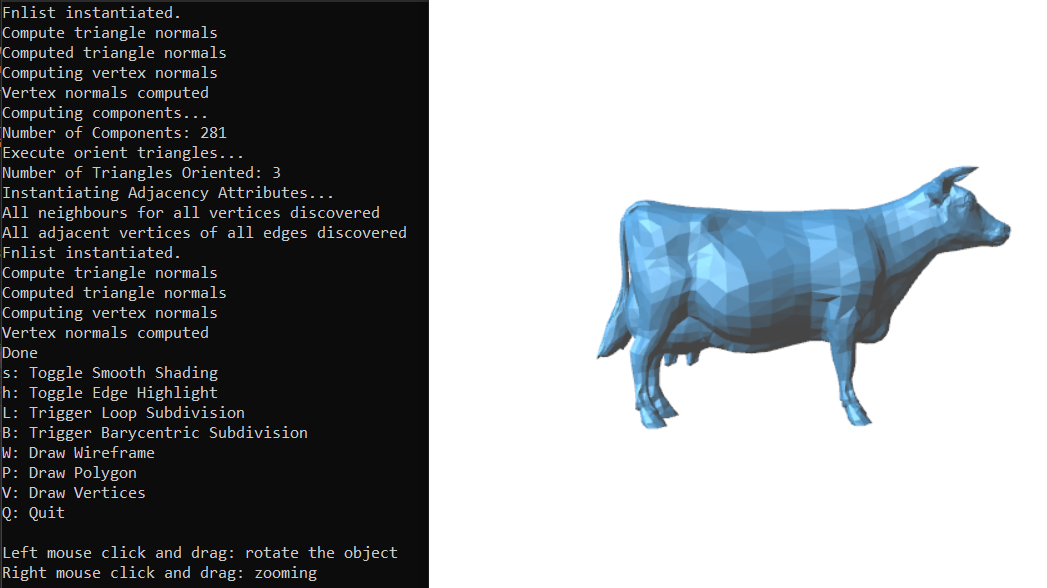 Fnlist instantiated.
Compute triangle normals
Computed triangle normals
Computing vertex normals
Vertex normals computed
Computing components...
Number of Components: 281
Execute orient triangles...
Number of Triangles Oriented: 3
Instantiating Adjacency Attributes...
All neighbours for all vertices discovered
All adjacent vertices of all edges discovered
Fnlist instantiated.
Compute triangle normals
Computed triangle normals
Computing vertex normals
Vertex normals computed
Done
s: Toggle Smooth Shading
h: Toggle Edge Highlight
L: Trigger Loop Subdivision
B: Trigger Barycentric Subdivision
W: Draw Wireframe
P: Draw Polygon
V: Draw Vertices
Q: Quit
Left mouse click and drag: rotate the object
Right mouse click and drag: zooming